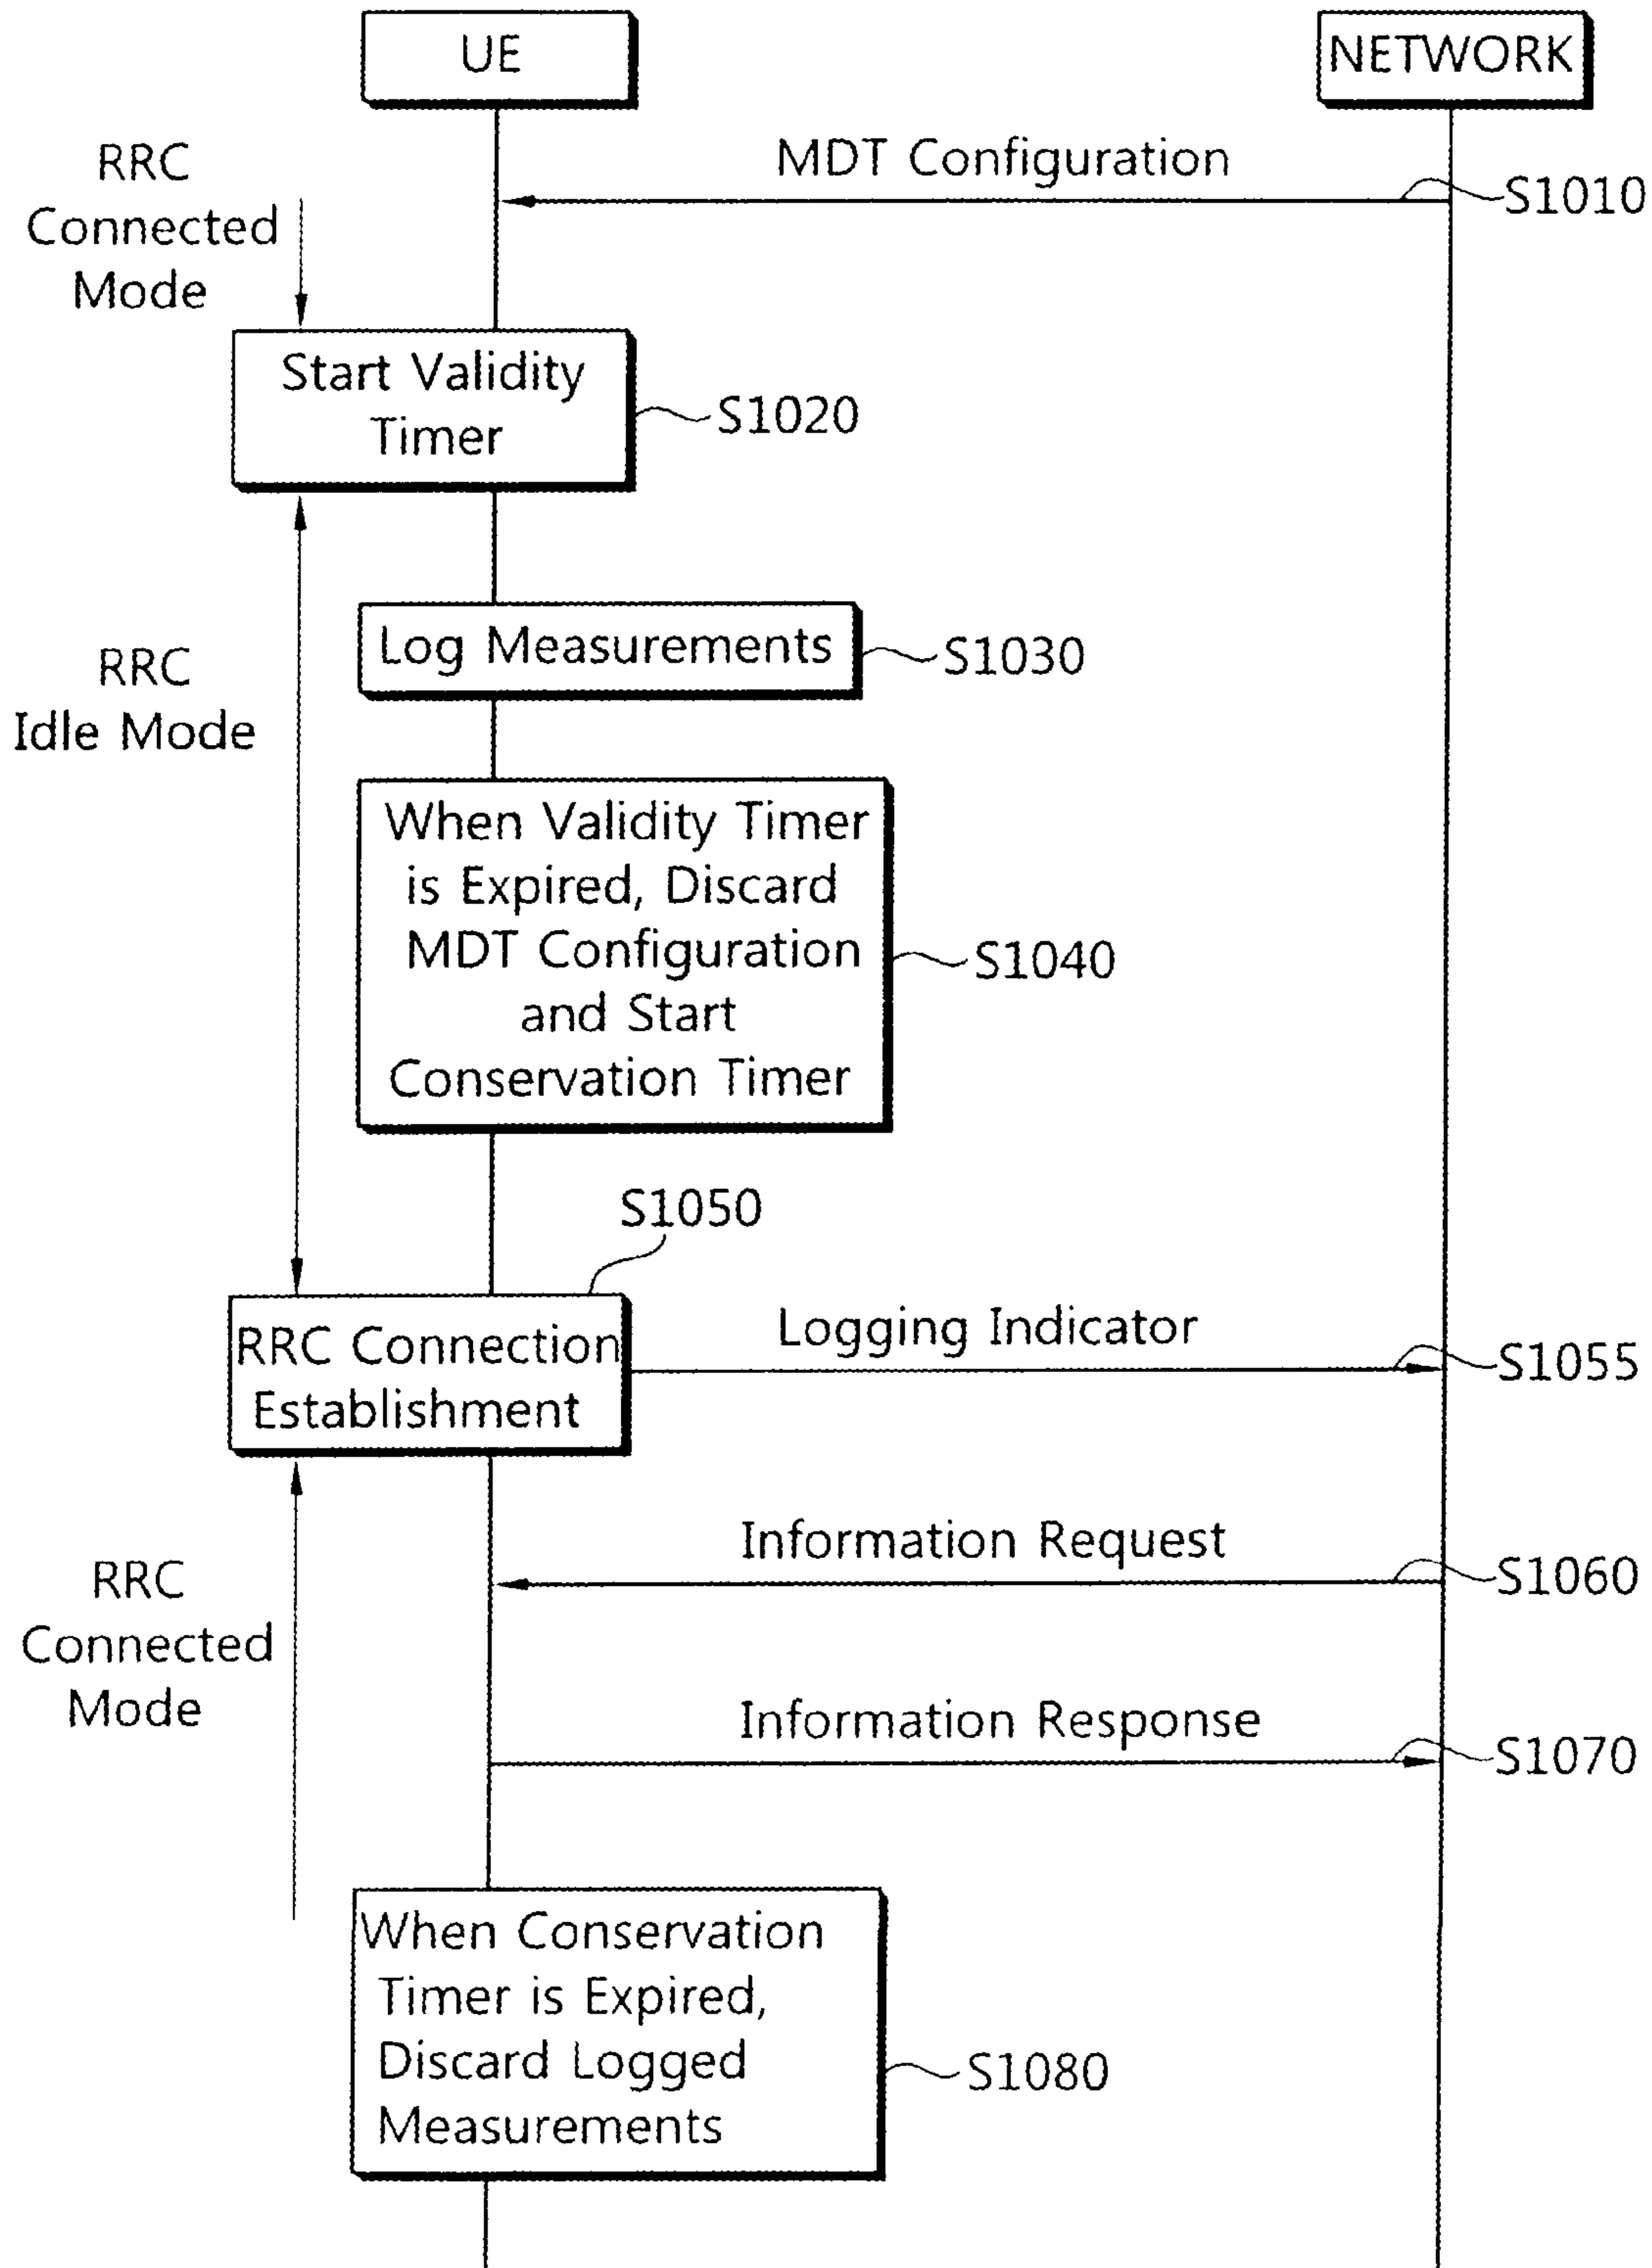 UE
NETWORK
RRC
Connected
Mode
MDT Configuration
S1010
Start Validity
Timer
S1020
RRC
Idle Mode
Log Measurements
S1030
When Validity Timer
is Expired, Discard
MDT Configuration
and Start
Conservation Timer
S1040
S1050
RRC Connection
Establishment
Logging Indicator
S1055
RRC
Connected
Mode
Information Request
S1060
Information Response
S1070
When Conservation
Timer is Expired,
Discard Logged
Measurements
S1080